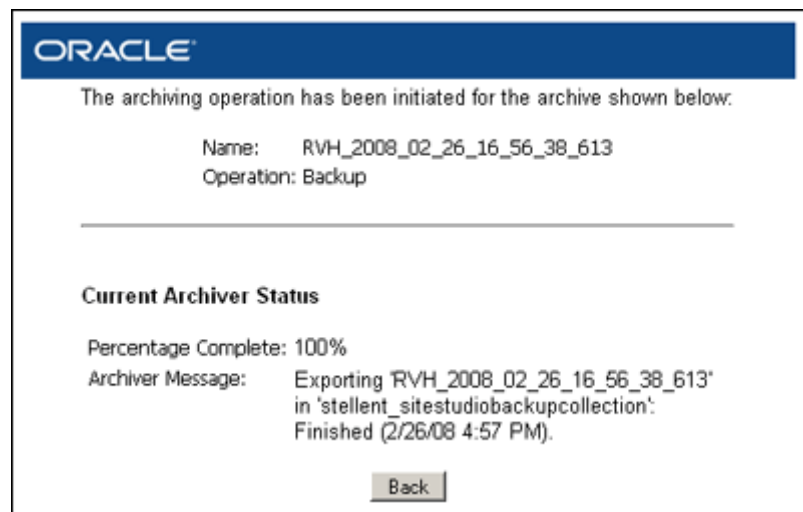 ORACLE
The archiving operation has been initiated for the archive shown below:
Name: RVH_2008_02_26_16_56_38_613
Operation: Backup
Current Archiver Status
Percentage Complete: 100%
Archiver Message: Exporting 'RVH_2008_02_26_16_56_38_613'
in 'stellent_sitestudiobackupcollection':
Finished (2/26/08 4:57 PM).
Back